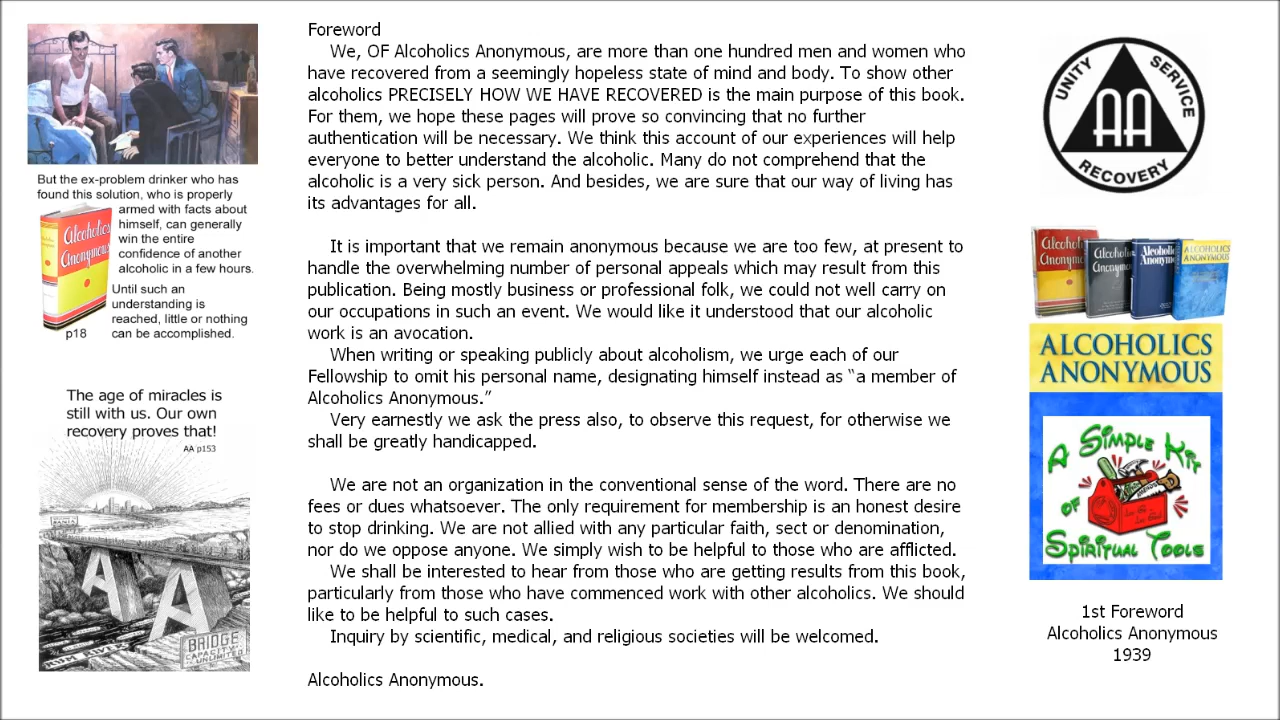 But the ex-problem drinker who has
found this solution, who is properly
armed with facts about
himself, can generally
win the entire
confidence of another
alcoholic in a few hours.
Until such an
understanding is
reached, little or nothing
can be accomplished.
p18
Alcoholics
Anonymous
The age of miracles is
still with us. Our own
recovery proves that!
AA p153
AA
BRIDGE
CAPACITY
UNLIMITED
RUM RIVER
Foreword
We, OF Alcoholics Anonymous, are more than one hundred men and women who
have recovered from a seemingly hopeless state of mind and body. To show other
alcoholics PRECISELY HOW WE HAVE RECOVERED is the main purpose of this book.
For them, we hope these pages will prove so convincing that no further
authentication will be necessary. We think this account of our experiences will help
everyone to better understand the alcoholic. Many do not comprehend that the
alcoholic is a very sick person. And besides, we are sure that our way of living has
its advantages for all.
It is important that we remain anonymous because we are too few, at present to
handle the overwhelming number of personal appeals which may result from this
publication. Being mostly business or professional folk, we could not well carry on
our occupations in such an event. We would like it understood that our alcoholic
work is an avocation.
When writing or speaking publicly about alcoholism, we urge each of our
Fellowship to omit his personal name, designating himself instead as “a member of
Alcoholics Anonymous.”
Very earnestly we ask the press also, to observe this request, for otherwise we
shall be greatly handicapped.
We are not an organization in the conventional sense of the word. There are no
fees or dues whatsoever. The only requirement for membership is an honest desire
to stop drinking. We are not allied with any particular faith, sect or denomination,
nor do we oppose anyone. We simply wish to be helpful to those who are afflicted.
We shall be interested to hear from those who are getting results from this book,
particularly from those who have commenced work with other alcoholics. We should
like to be helpful to such cases.
Inquiry by scientific, medical, and religious societies will be welcomed.
Alcoholics Anonymous.
UNITY
SERVICE
RECOVERY
AA
ALCOHOLICS
ANONYMOUS
ALCOHOLICS
ANONYMOUS
A Simple Kit
of
Spiritual Tools
1st Foreword
Alcoholics Anonymous
1939